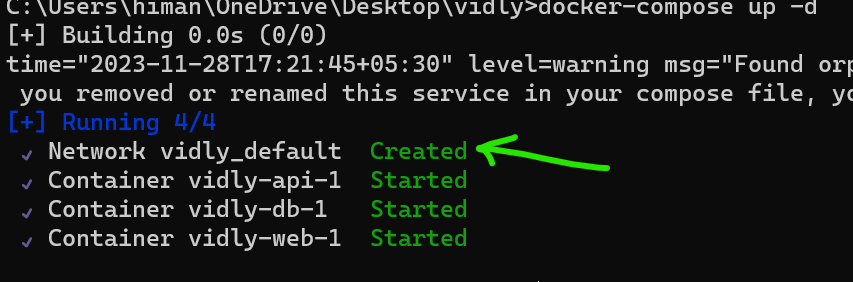 C:\Users\himan\OneDrive\Desktop\vidly>docker-compose up -d
[+] Building 0.0s (0/0)
time="2023-11-28T17:21:45+05:30" level=warning msg="Found
you removed or renamed this service in your compose file,
[+] Running 4/4
✓ Network vidly_default Created
✓ Container vidly-api-1 Started
✓ Container vidly-db-1 Started
✓ Container vidly-web-1 Started